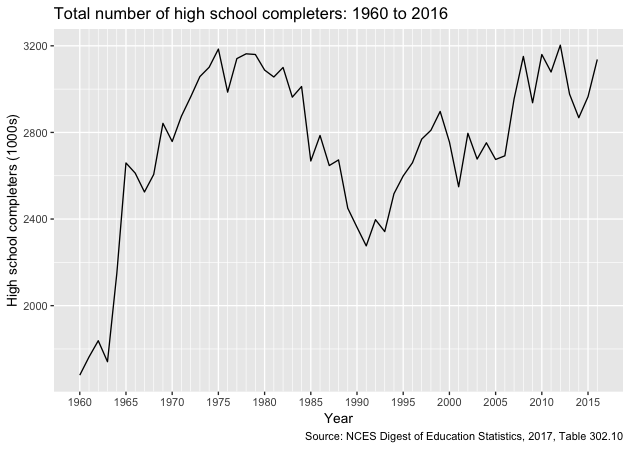 Total number of high school completers: 1960 to 2016
High school completers (1000s)
3200
2800
2400
2000
1960 1965 1970 1975 1980 1985 1990 1995 2000 2005 2010 2015
Year
Source: NCES Digest of Education Statistics, 2017, Table 302.10